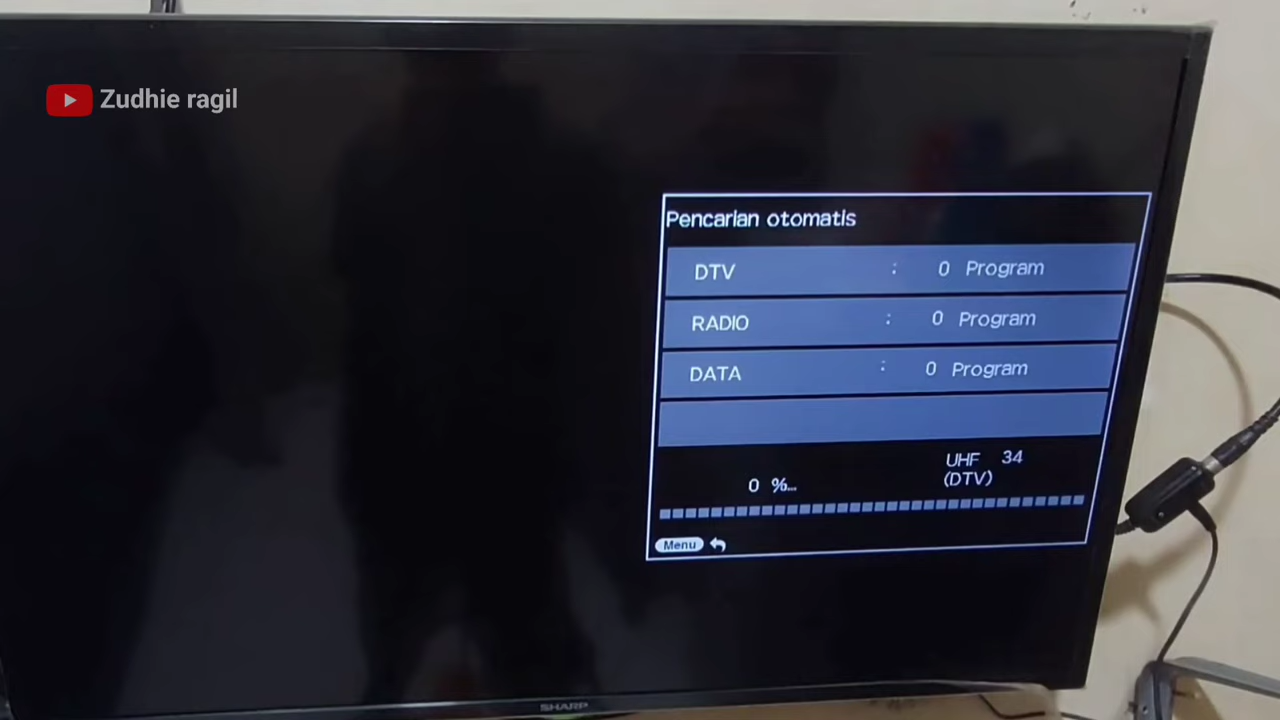 Zudhie ragil
Pencarian otomatis
DTV : 0 Program
RADIO : 0 Program
DATA : 0 Program
UHF 34
0 %... (DTV)
Menu
SHARP